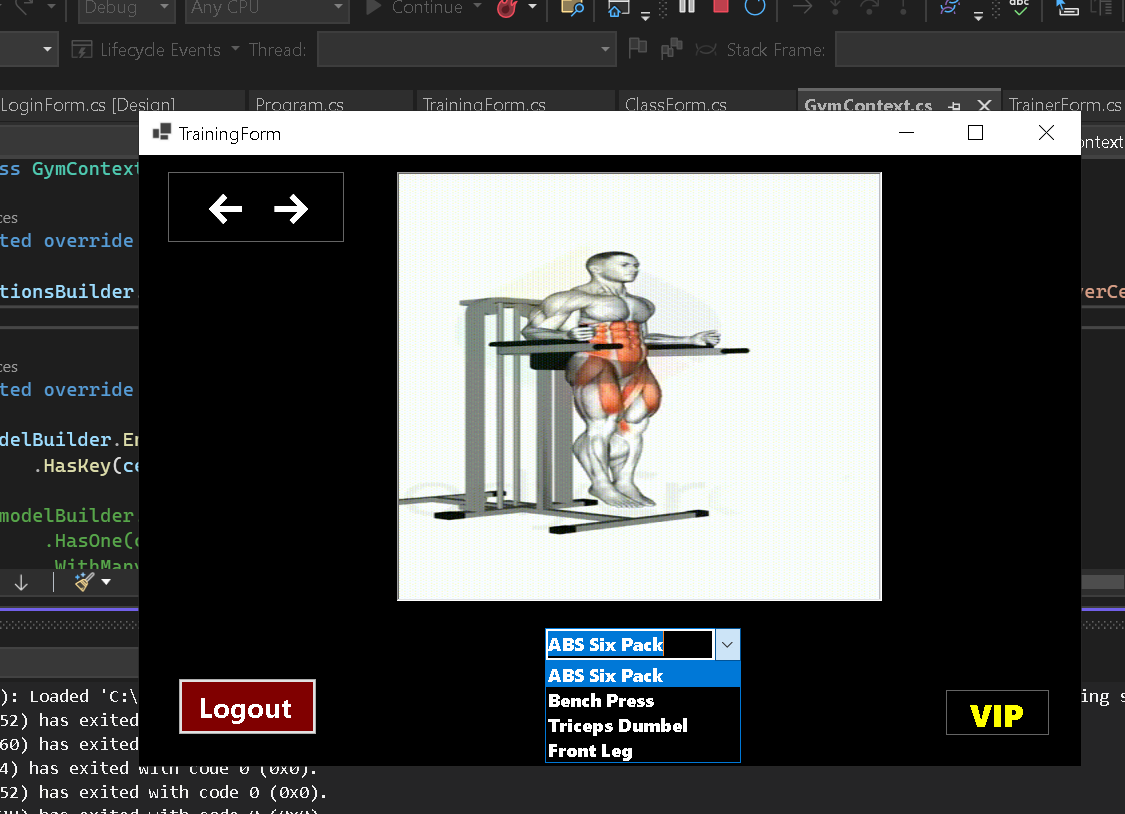 Debug Any CPU Continue
Lifecycle Events Thread: Stack Frame:
LoginForm.cs [Design] Program.cs TrainingForm.cs ClassForm.cs GymContext.cs TrainerForm.cs
TrainingForm
ontext
ss GymContext
ces
ted override
tionsBuilder. verCe
ces
ted override
delBuilder.En
.HasKey(ce
modelBuilder.
.HasOne(c
.WithMany
ABS Six Pack
ABS Six Pack
Bench Press
Triceps Dumbel
Front Leg
Logout
VIP
): Loaded 'C:\ ing s
52) has exited
60) has exited
4) has exited with code 0 (0x0).
52) has exited with code 0 (0x0).